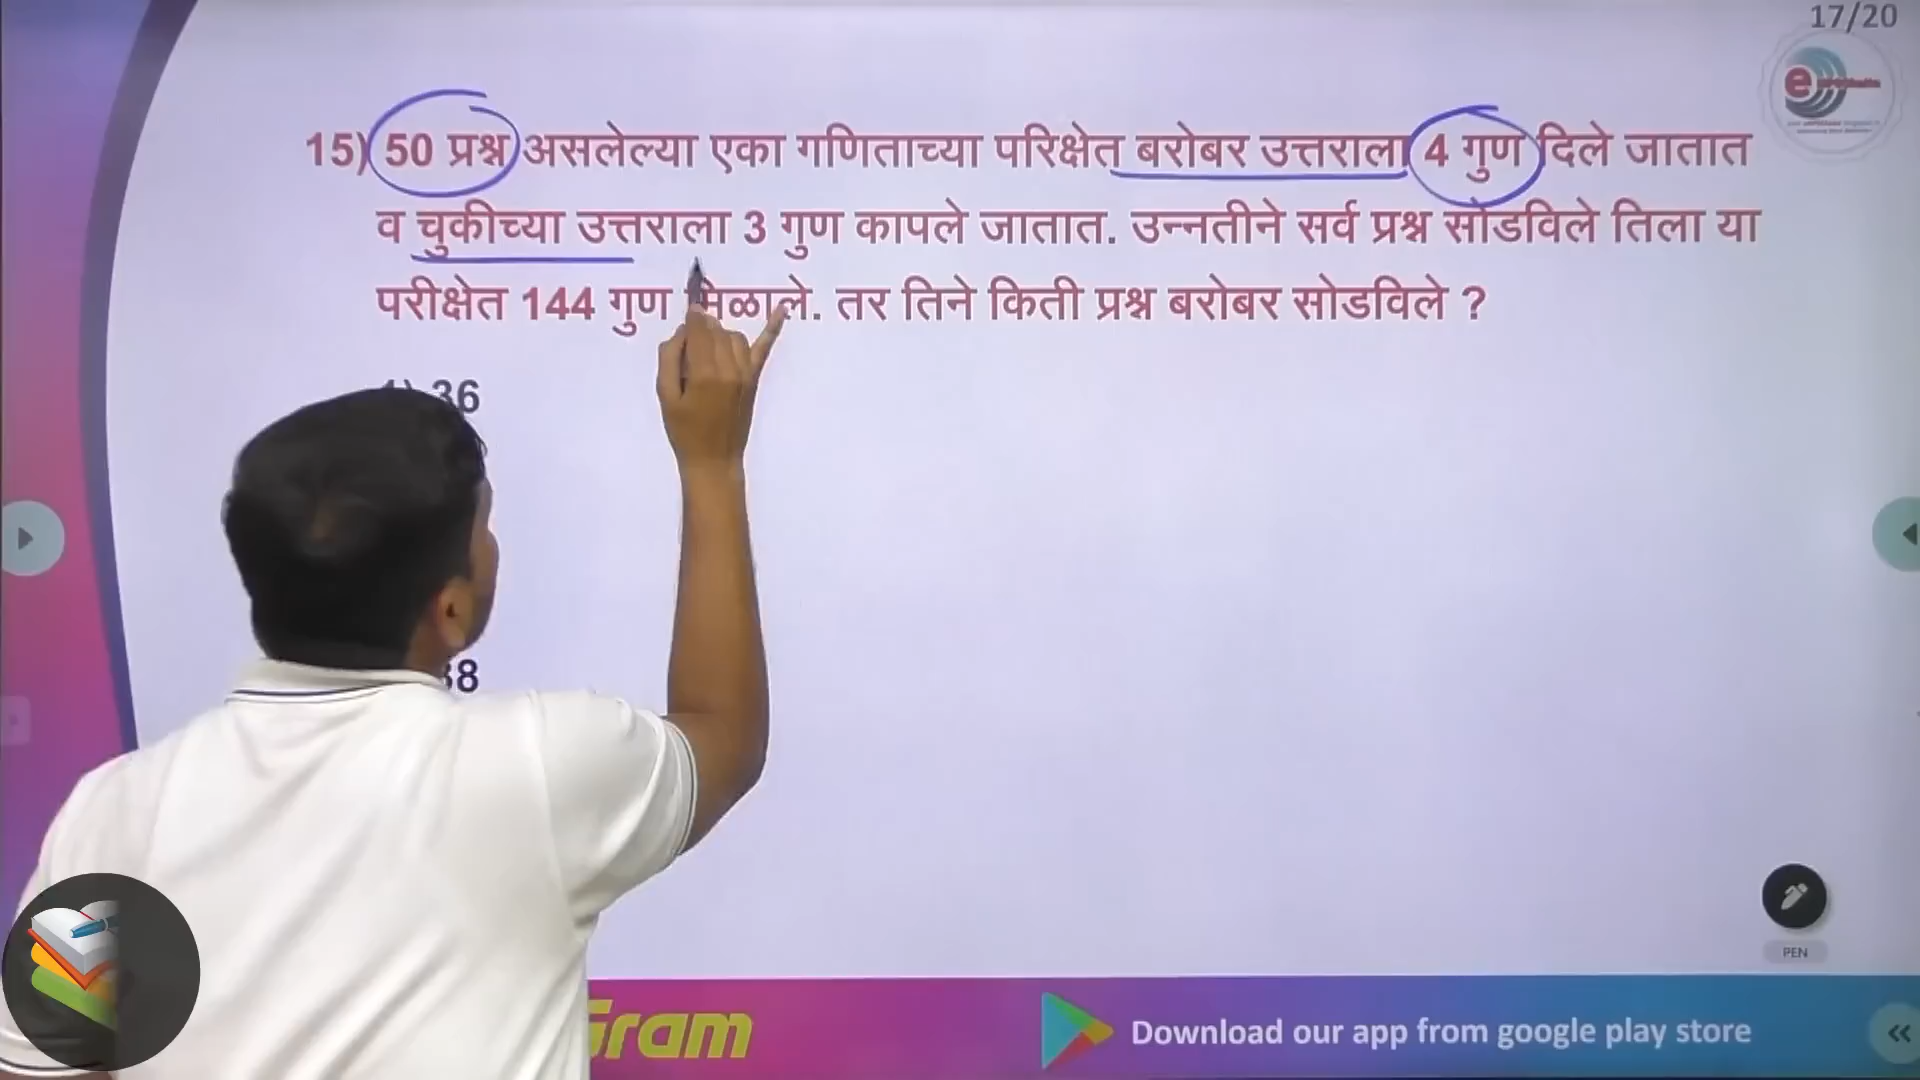 17/20
15) 50 प्रश्न असलेल्या एका गणिताच्या परिक्षेत बरोबर उत्तराला 4 गुण दिले जातात
व चुकीच्या उत्तराला 3 गुण कापले जातात. उन्नतीने सर्व प्रश्न सोडविले तिला या
परीक्षेत 144 गुण मिळाले. तर तिने किती प्रश्न बरोबर सोडविले ?
36
38
PEN
Gram
Download our app from google play store